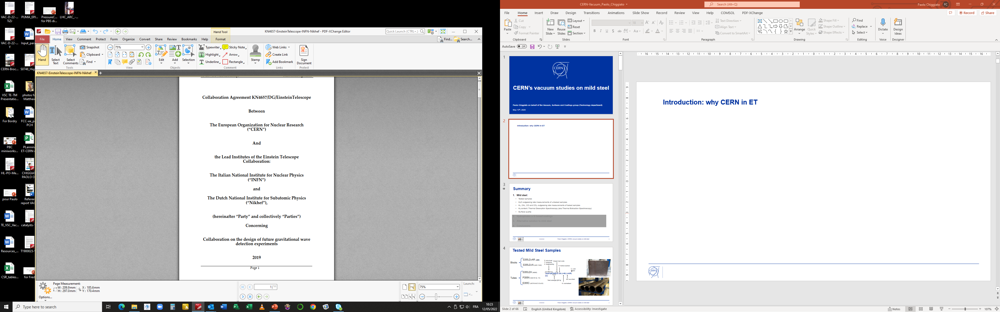 VAC-D-22-...
TiZr
PUMA_EPJ...
PressureC...
for PBS di...
LHC_ARC_-...
VAC-D-22-...
Y
Input_para
CERN-Broc...
S0748_Hig
VSC TE-TM
Presentatio...
photos fo
Matthew
For Bordry
FCC-ee_pa
PCH
PBC
miniworks...
PLanning
ET-CERN
HL-PO-Me...
CHIGGIAT
PAOLO O
pour Paulo
Referee
report VAC
TE_VSC_Vac...
catalysts-
Resources_...
T1900023-
CSR_tables...
for Fred
Hand Tool
KN4657-EinsteinTelescope-INFN-Nikhef - PDF-XChange Editor
Quick Launch (CTRL+.)
File Home View Comment Protect Form Organize Convert Share Review Bookmarks Help Format
Find... Search...
Hand
Select
Text
Select
Comments
Snapshot
Clipboard
Find
Tools
75%
View
Edit
Add
Selection
Objects
Typewriter
Highlight
Underline
Sticky Note
Arrow
Rectangle
Stamp
Comment
Web Links
Create Link
Add Bookmark
Links
Sign
Document
Protect
KN4657-EinsteinTelescope-INFN-Nikhef
Collaboration Agreement KN4657/DG/EinsteinTelescope
Between
The European Organization for Nuclear Research
(“CERN”)
And
the Lead Institutes of the Einstein Telescope
Collaboration:
The Italian National Institute for Nuclear Physics
(“INFN”)
and
The Dutch National Institute for Subatomic Physics
(“Nikhef”),
(hereinafter “Party” and collectively “Parties”)
Concerning
Collaboration on the design of future gravitational wave
detection experiments
2019
Page 1
Options...
Page Measurement:
W: 209.9mm X: 185.6mm
H: 297.0mm Y: 170.4mm
1 / 11
75%
Launch:
Type here to search
FRA
10:23
12/05/2022
CERN-Vacuum_Paolo_Chiggiato
Search (Alt+Q)
Paolo Chiggiato PC
File Home Insert Draw Design Transitions Animations Slide Show Record Review View Help COMSOL PDF-XChange
Record Share
Paste
Cut
Copy
Format Painter
Clipboard
New
Slide
Reuse
Slides
Layout
Reset
Section
Slides
18
Font
Text Direction
Align Text
Convert to SmartArt
Paragraph
Arrange
Quick
Styles
Shape Fill
Shape Outline
Shape Effects
Drawing
Find
Replace
Select
Editing
Dictate
Voice
Design
Ideas
Designer
AutoSave Off
1
CERN
CERN's vacuum studies on mild steel
Paolo Chiggiato on behalf of the Vacuum, Surfaces and Coatings group (Technology department)
May 13th, 2020
2
Introduction: why CERN in ET
3
Summary
1. Mild steel:
• Tested samples
• H2O outgassing rate measurements of unbaked samples
• H2, CH4, CO and CO2 outgassing rate measurements of baked samples
• H2 content: Thermal Desorption Spectroscopy (aka Thermal Extraction Spectroscopy)
• Surface quality
Paolo Chiggiato | CERN's vacuum studies on mild steel
4
Tested Mild Steel Samples
Blocks
S355J2+AR
S355J2+N
Tubes
S355J2H
P355N
E355C
Paolo Chiggiato | CERN's vacuum studies on mild steel
Introduction: why CERN in ET
CERN
Slide 2 of 66
English (United Kingdom)
Accessibility: Investigate
Notes
107%